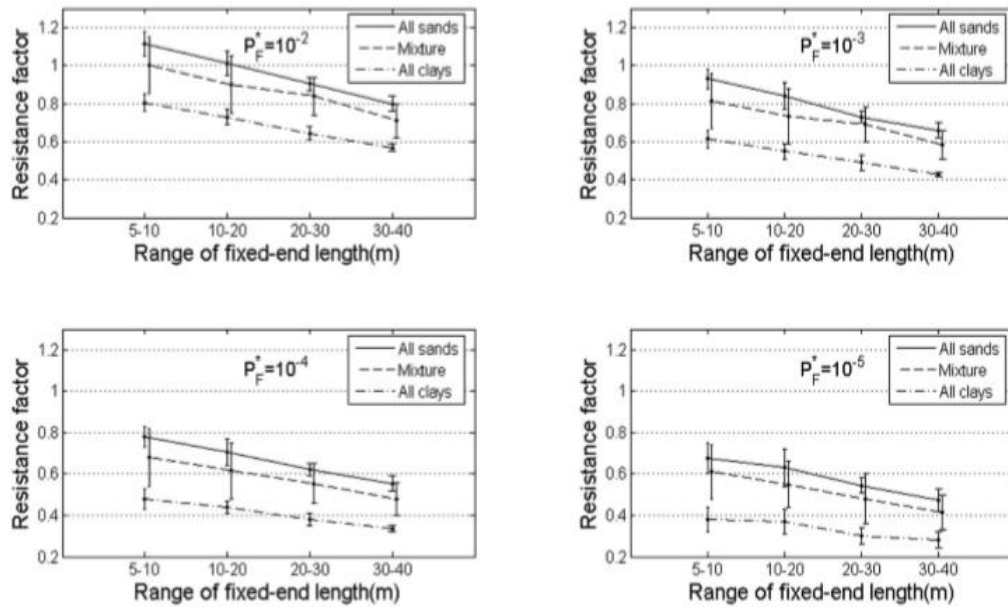 1.2
1
0.8
0.6
0.4
0.2
Resistance factor
P*F=10-2
All sands
Mixture
All clays
5-10 10-20 20-30 30-40
Range of fixed-end length(m)
1.2
1
0.8
0.6
0.4
0.2
Resistance factor
P*F=10-3
All sands
Mixture
All clays
5-10 10-20 20-30 30-40
Range of fixed-end length(m)
1.2
1
0.8
0.6
0.4
0.2
Resistance factor
P*F=10-4
All sands
Mixture
All clays
5-10 10-20 20-30 30-40
Range of fixed-end length(m)
1.2
1
0.8
0.6
0.4
0.2
Resistance factor
P*F=10-5
All sands
Mixture
All clays
5-10 10-20 20-30 30-40
Range of fixed-end length(m)